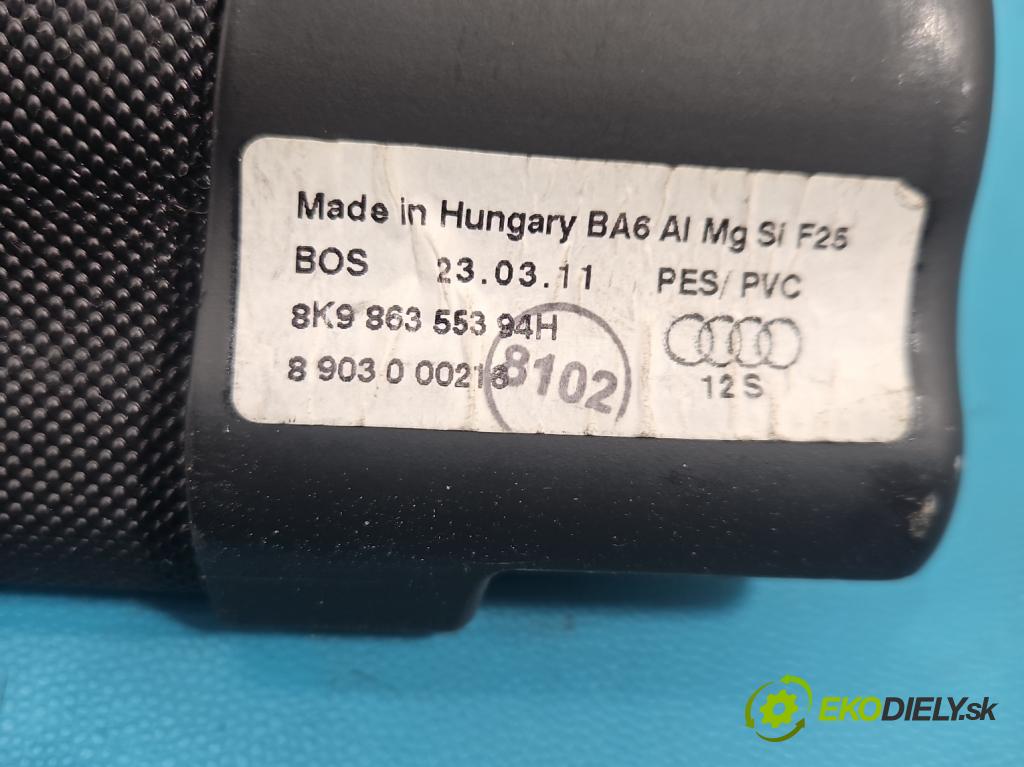 Made in Hungary BA6 Al Mg Si F25
BOS 23.03.11 PES/ PVC
8K9 863 553 94H
8 903 0 00213
8102
12 S
EKODIELY.sk